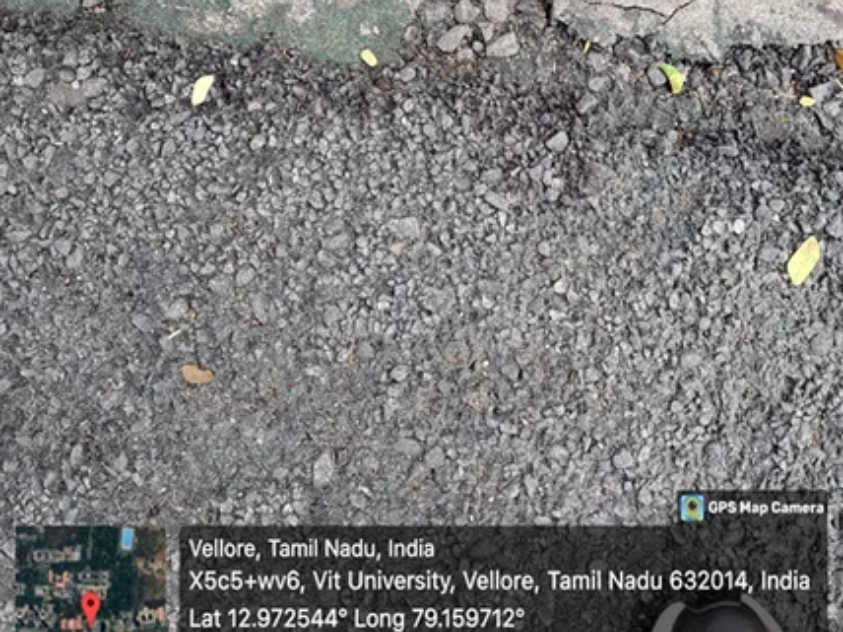 GPS Map Camera
Vellore, Tamil Nadu, India
X5c5+wv6, Vit University, Vellore, Tamil Nadu 632014, India
Lat 12.972544° Long 79.159712°